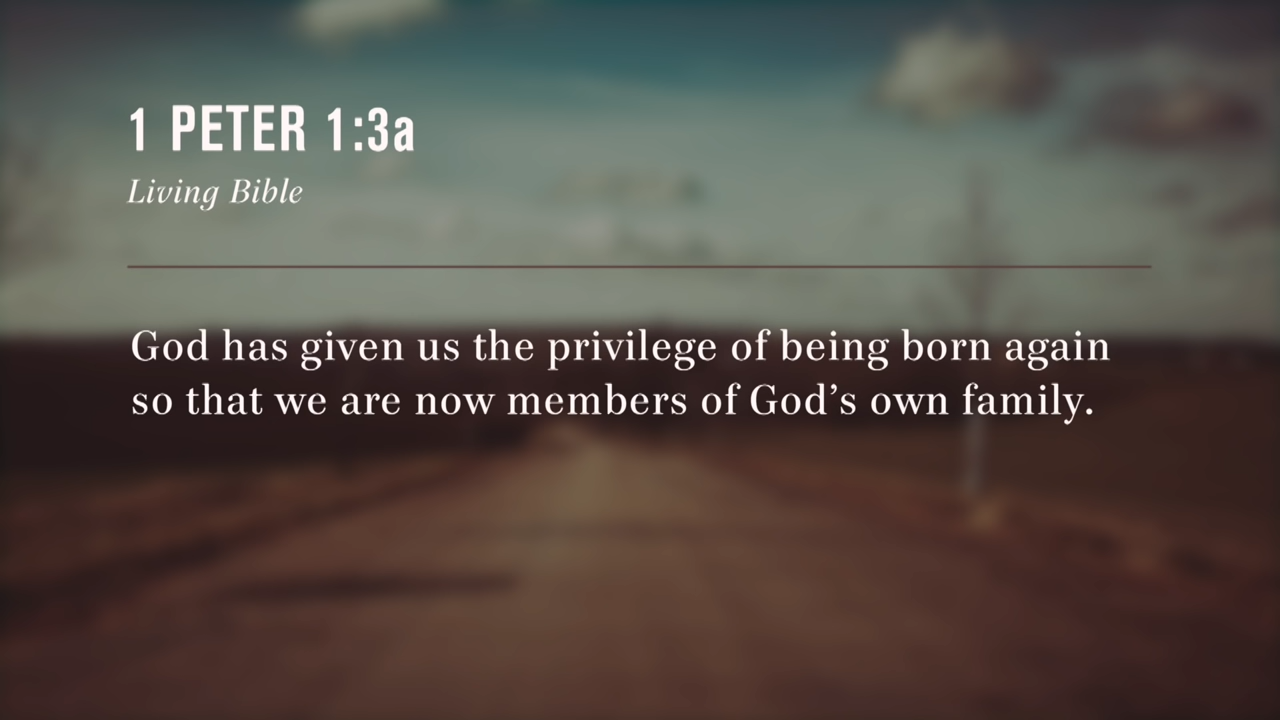 1 PETER 1:3a
Living Bible
God has given us the privilege of being born again
so that we are now members of God’s own family.